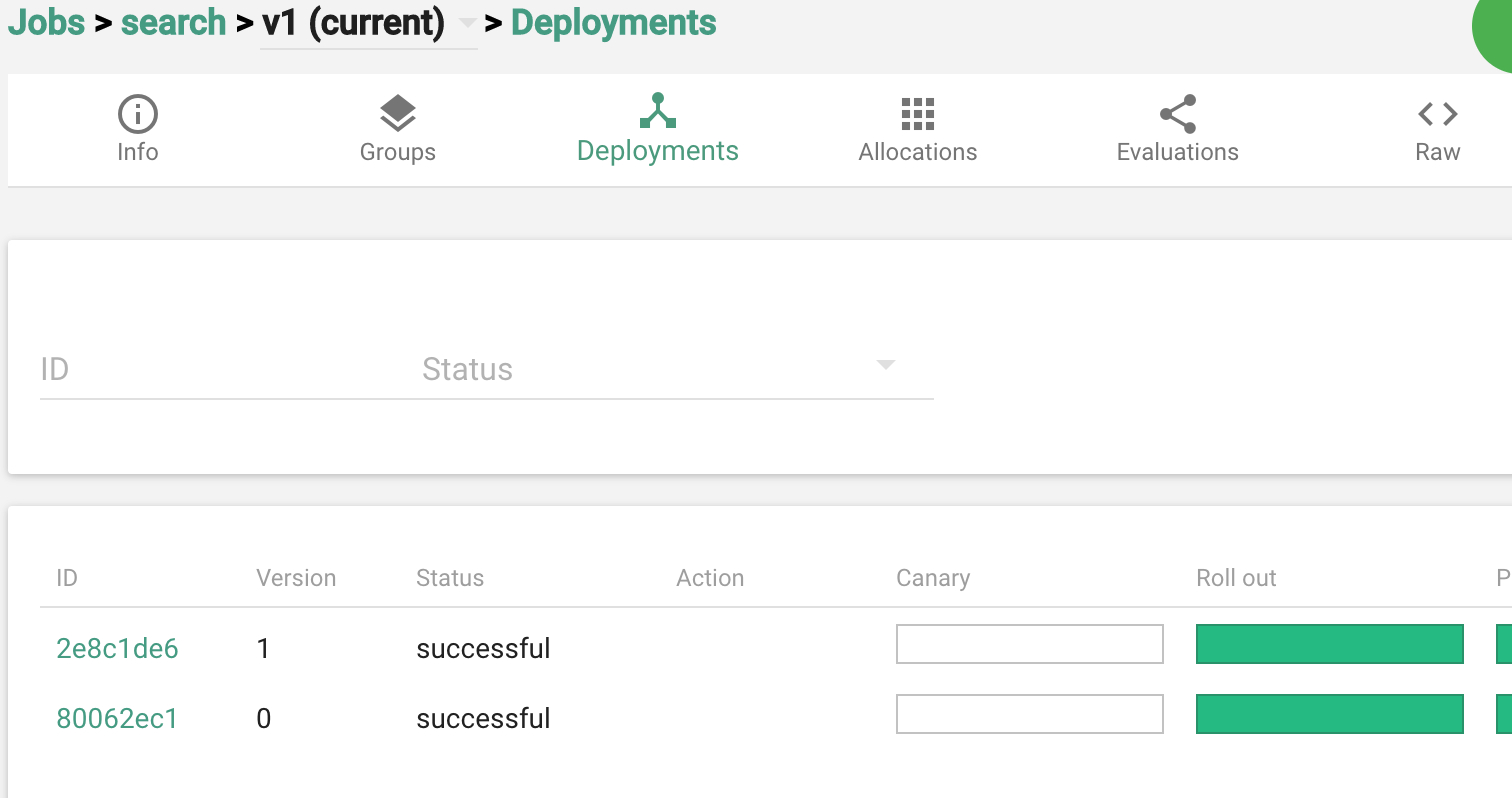 Jobs > search > v1 (current) > Deployments
Info Groups Deployments Allocations Evaluations Raw
ID Status
ID Version Status Action Canary Roll out P
2e8c1de6 1 successful
80062ec1 0 successful